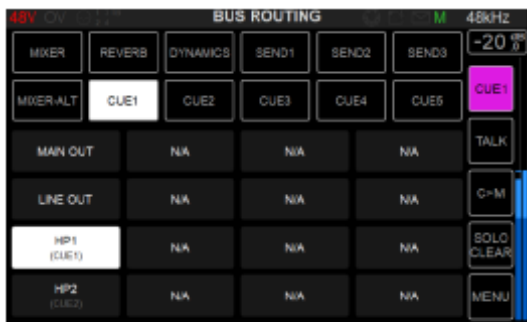 48V OV BUS ROUTING M 48kHz
MIXER REVERB DYNAMICS SEND1 SEND2 SEND3 -20
MIXER-ALT CUE1 CUE2 CUE3 CUE4 CUE5 CUE1
MAIN OUT N/A N/A N/A TALK
LINE OUT N/A N/A N/A C>M
HP1 N/A N/A N/A SOLO
(CUE1) CLEAR
HP2 N/A N/A N/A MENU
(CUE2)